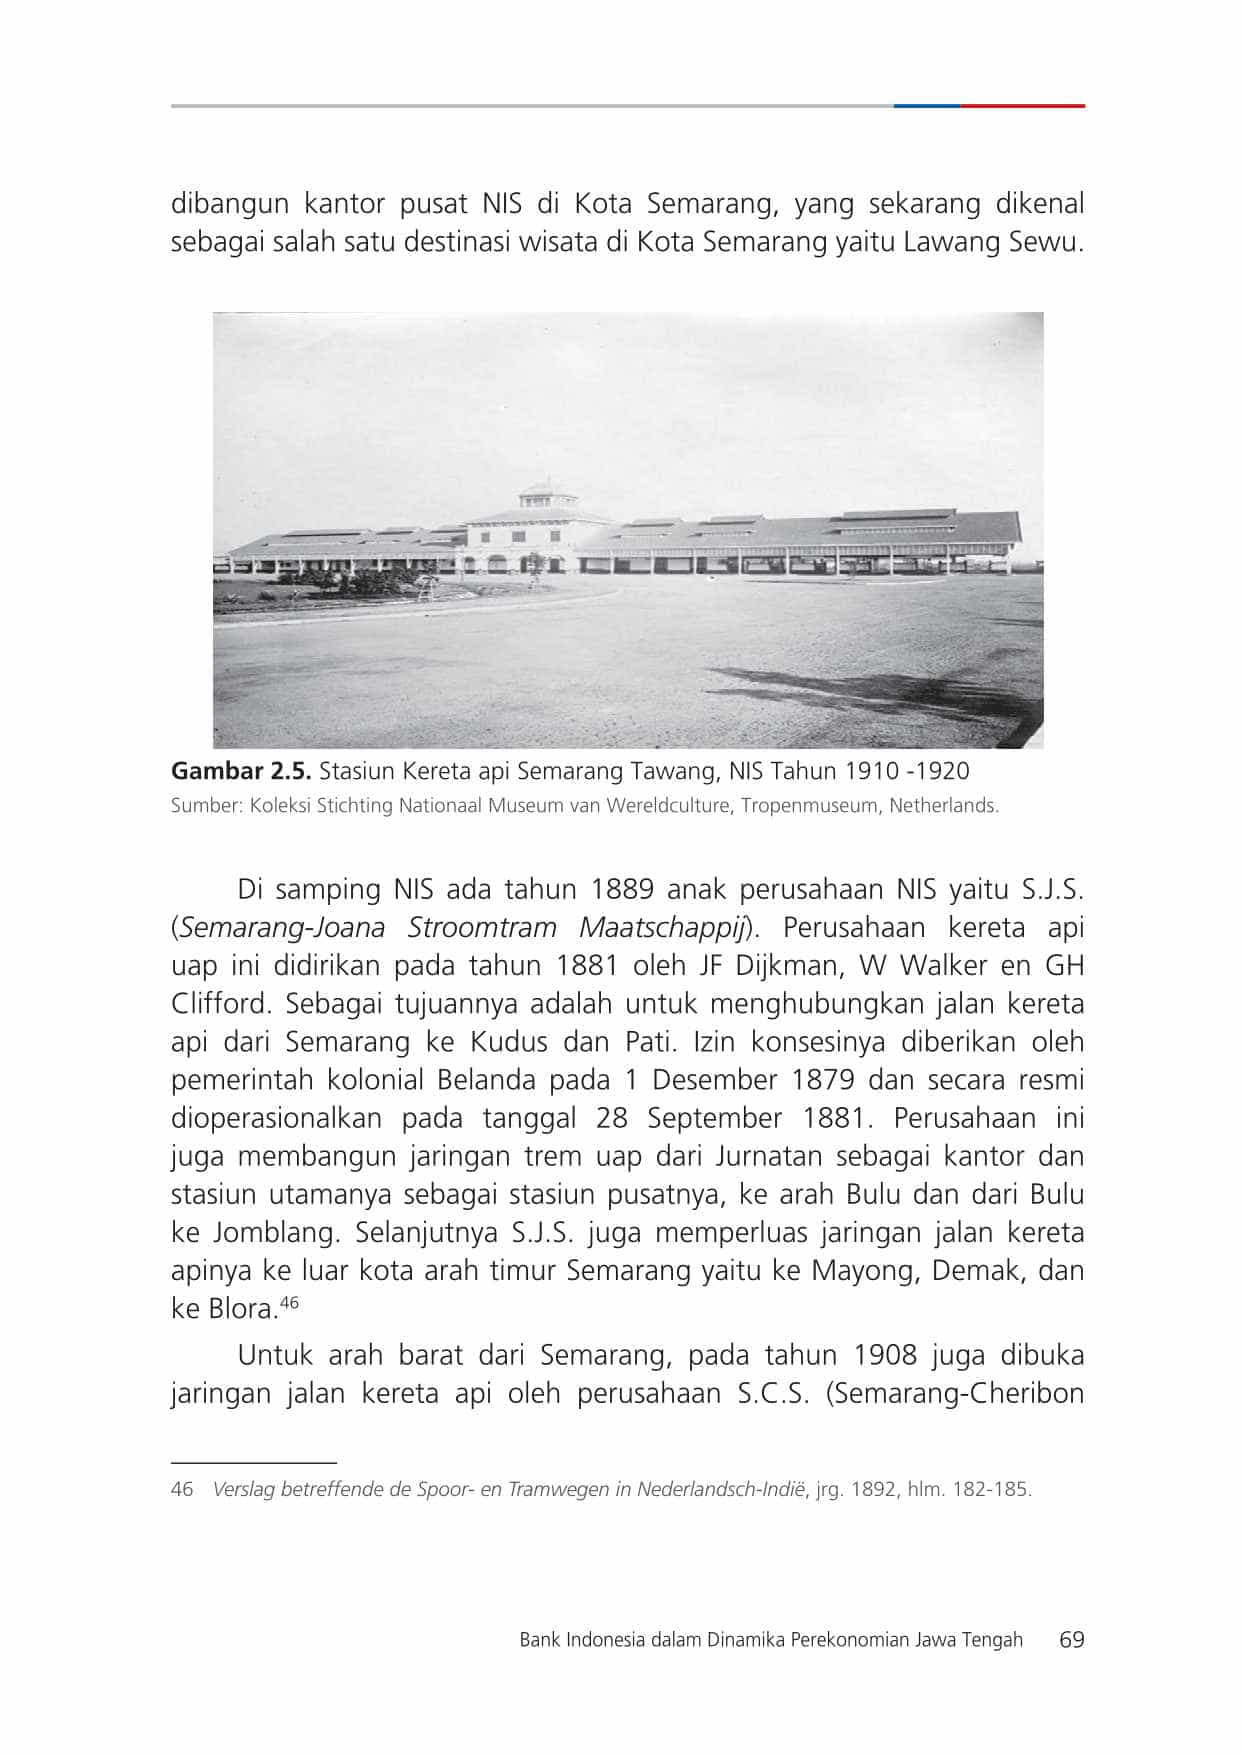 dibangun kantor pusat NIS di Kota Semarang, yang sekarang dikenal
sebagai salah satu destinasi wisata di Kota Semarang yaitu Lawang Sewu.
Gambar 2.5. Stasiun Kereta api Semarang Tawang, NIS Tahun 1910 -1920
Sumber: Koleksi Stichting Nationaal Museum van Wereldculture, Tropenmuseum, Netherlands.
Di samping NIS ada tahun 1889 anak perusahaan NIS yaitu S.J.S.
(Semarang-Joana Stroomtram Maatschappij). Perusahaan kereta api
uap ini didirikan pada tahun 1881 oleh JF Dijkman, W Walker en GH
Clifford. Sebagai tujuannya adalah untuk menghubungkan jalan kereta
api dari Semarang ke Kudus dan Pati. Izin konsesinya diberikan oleh
pemerintah kolonial Belanda pada 1 Desember 1879 dan secara resmi
dioperasionalkan pada tanggal 28 September 1881. Perusahaan ini
juga membangun jaringan trem uap dari Jurnatan sebagai kantor dan
stasiun utamanya sebagai stasiun pusatnya, ke arah Bulu dan dari Bulu
ke Jomblang. Selanjutnya S.J.S. juga memperluas jaringan jalan kereta
apinya ke luar kota arah timur Semarang yaitu ke Mayong, Demak, dan
ke Blora.46
Untuk arah barat dari Semarang, pada tahun 1908 juga dibuka
jaringan jalan kereta api oleh perusahaan S.C.S. (Semarang-Cheribon
46 Verslag betreffende de Spoor- en Tramwegen in Nederlandsch-Indië, jrg. 1892, hlm. 182-185.
Bank Indonesia dalam Dinamika Perekonomian Jawa Tengah 69